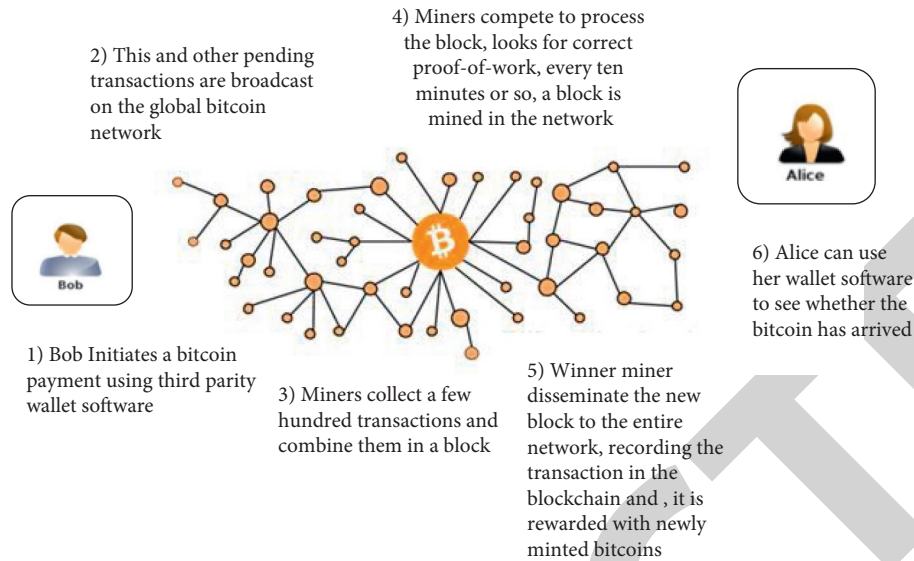 1) Bob Initiates a bitcoin
payment using third parity
wallet software
2) This and other pending
transactions are broadcast
on the global bitcoin
network
3) Miners collect a few
hundred transactions and
combine them in a block
4) Miners compete to process
the block, looks for correct
proof-of-work, every ten
minutes or so, a block is
mined in the network
5) Winner miner
disseminate the new
block to the entire
network, recording the
transaction in the
blockchain and , it is
rewarded with newly
minted bitcoins
6) Alice can use
her wallet software
to see whether the
bitcoin has arrived
Bob
Alice